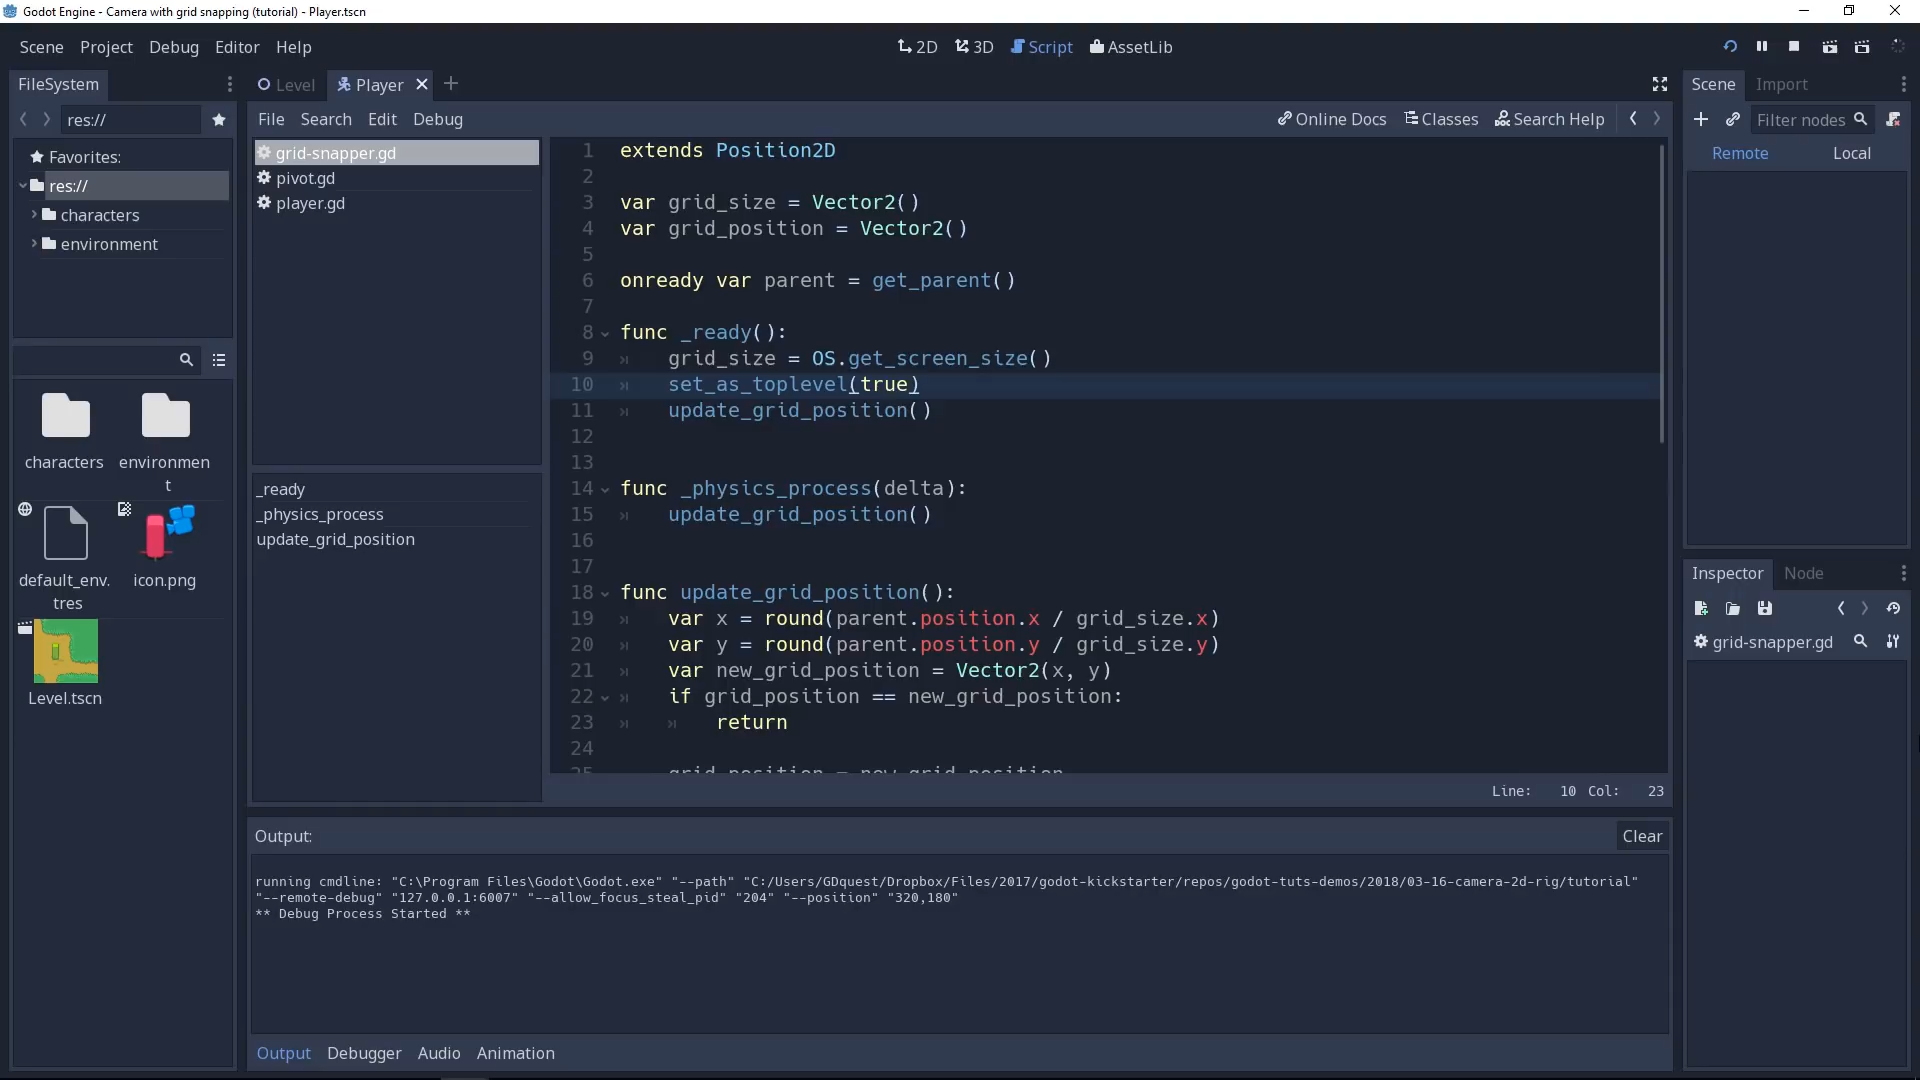 Godot Engine - Camera with grid snapping (tutorial) - Player.tscn
Scene Project Debug Editor Help
2D 3D Script AssetLib
FileSystem
res://
Favorites:
res://
characters
environment
characters
environmen
t
default_env.
tres
icon.png
Level.tscn
Level Player
File Search Edit Debug
Online Docs Classes Search Help
grid-snapper.gd
pivot.gd
player.gd
_ready
_physics_process
update_grid_position
1 extends Position2D
2
3 var grid_size = Vector2()
4 var grid_position = Vector2()
5
6 onready var parent = get_parent()
7
8 func _ready():
9 grid_size = OS.get_screen_size()
10 set_as_toplevel(true)
11 update_grid_position()
12
13
14 func _physics_process(delta):
15 update_grid_position()
16
17
18 func update_grid_position():
19 var x = round(parent.position.x / grid_size.x)
20 var y = round(parent.position.y / grid_size.y)
21 var new_grid_position = Vector2(x, y)
22 if grid_position == new_grid_position:
23 return
24
25 grid_position = new_grid_position
Line: 10 Col: 23
Output:
Clear
running cmdline: "C:\Program Files\Godot\Godot.exe" "--path" "C:/Users/GDquest/Dropbox/Files/2017/godot-kickstarter/repos/godot-tuts-demos/2018/03-16-camera-2d-rig/tutorial"
"--remote-debug" "127.0.0.1:6007" "--allow_focus_steal_pid" "204" "--position" "320,180"
** Debug Process Started **
Output Debugger Audio Animation
Scene Import
Filter nodes
Remote Local
Inspector Node
grid-snapper.gd